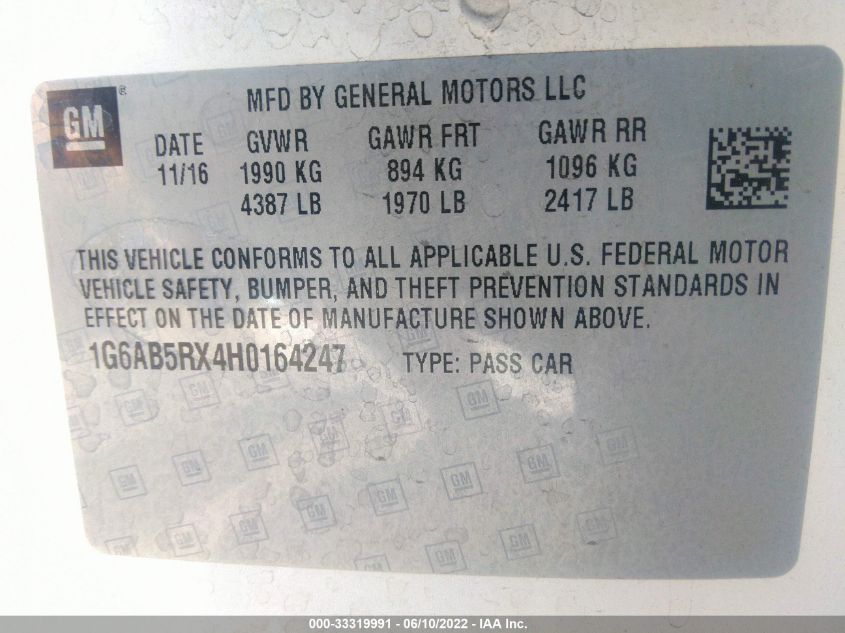 GM®
MFD BY GENERAL MOTORS LLC
DATE GVWR GAWR FRT GAWR RR
11/16 1990 KG 894 KG 1096 KG
4387 LB 1970 LB 2417 LB
THIS VEHICLE CONFORMS TO ALL APPLICABLE U.S. FEDERAL MOTOR
VEHICLE SAFETY, BUMPER, AND THEFT PREVENTION STANDARDS IN
EFFECT ON THE DATE OF MANUFACTURE SHOWN ABOVE.
1G6AB5RX4H0164247 TYPE: PASS CAR
000-33319991 - 06/10/2022 - IAA Inc.